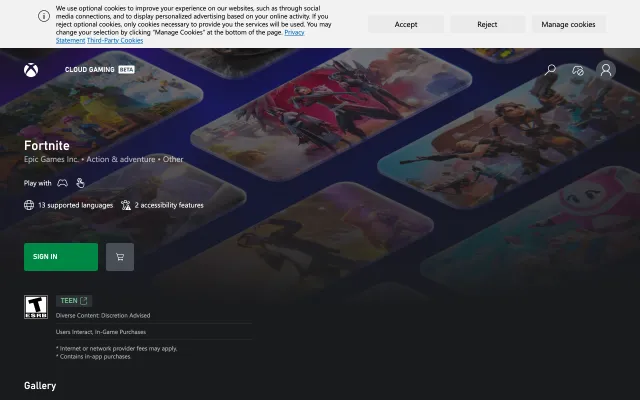 We use optional cookies to improve your experience on our websites, such as through social
media connections, and to display personalized advertising based on your online activity. If you
reject optional cookies, only cookies necessary to provide you the services will be used. You may
change your selection by clicking "Manage Cookies" at the bottom of the page. Privacy
Statement Third-Party Cookies
Accept
Reject
Manage cookies
CLOUD GAMING BETA
Fortnite
Epic Games Inc. • Action & adventure • Other
Play with
13 supported languages
2 accessibility features
SIGN IN
T
ESRB
TEEN
Diverse Content: Discretion Advised
Users Interact, In-Game Purchases
* Internet or network provider fees may apply.
* Contains in-app purchases.
Gallery